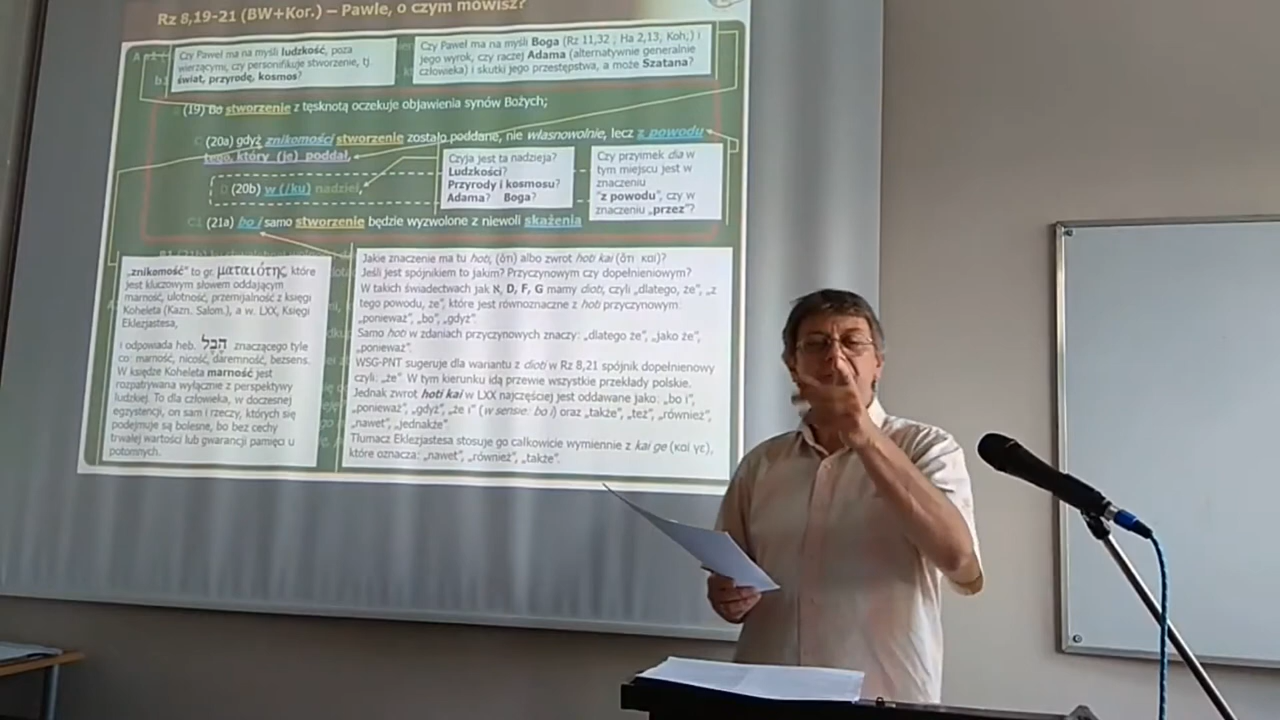 Rz 8,19-21 (BW+Kor.) – Pawle, o czym mówisz?
Czy Paweł ma na myśli ludzkość, poza
wierzącymi, czy personifikuje stworzenie, tj.
świat, przyrodę, kosmos?
Czy Paweł ma na myśli Boga (Rz 11,32 ; Ha 2,13, Koh,) i
jego wyrok, czy raczej Adama (alternatywnie generalnie
człowieka) i skutki jego przestępstwa, a może Szatana?
(19) Bo stworzenie z tęsknotą oczekuje objawienia synów Bożych;
(20a) gdyż znikomości stworzenie zostało poddane, nie własnowolnie, lecz z powodu
tego, który (je) poddał,
Czyja jest ta nadzieja?
Ludzkości?
Przyrody i kosmosu?
Adama? Boga?
Czy przyimek dia w
tym miejscu jest w
znaczeniu
"z powodu", czy w
znaczeniu „przez"?
(20b) w (/ku) nadziei,
(21a) bo i samo stworzenie będzie wyzwolone z niewoli skażenia
„znikomość" to gr. ματαιότης, które
jest kluczowym słowem oddającym
marność, ulotność, przemijalność z księgi
Koheleta (Kazn. Salom.), a w. LXX, Księgi
Eklezjastesa,
i odpowiada heb. הֶבֶל znaczącego tyle
co: marność, nicość, daremność, bezsens.
W księdze Koheleta marność jest
rozpatrywana wyłącznie z perspektywy
ludzkiej. To dla człowieka, w doczesnej
egzystencji, on sam i rzeczy, których się
podejmuje są bolesne, bo bez cechy
trwałej wartości lub gwarancji pamięci u
potomnych.
Jakie znaczenie ma tu hoti, (ὅτι) albo zwrot hoti kai (ὅτι καὶ)?
Jeśli jest spójnikiem to jakim? Przyczynowym czy dopełnieniowym?
W takich świadectwach jak א, D, F, G mamy dioti, czyli „dlatego, że", „z
tego powodu, że", które jest równoznaczne z hoti przyczynowym:
„ponieważ", „bo", „gdyż".
Samo hoti w zdaniach przyczynowych znaczy: „dlatego że", „jako że",
„ponieważ".
WSG-PNT sugeruje dla wariantu z dioti w Rz 8,21 spójnik dopełnieniowy
czyli: „że". W tym kierunku idą prawie wszystkie przekłady polskie.
Jednak zwrot hoti kai w LXX najczęściej jest oddawane jako: „bo i",
„ponieważ", „gdyż", „że i" (w sensie: bo i) oraz „także", „też", „również",
„nawet", „jednakże".
Tłumacz Eklezjastesa stosuje go całkowicie wymiennie z kai ge (καί γε),
które oznacza: „nawet", „również", „także".